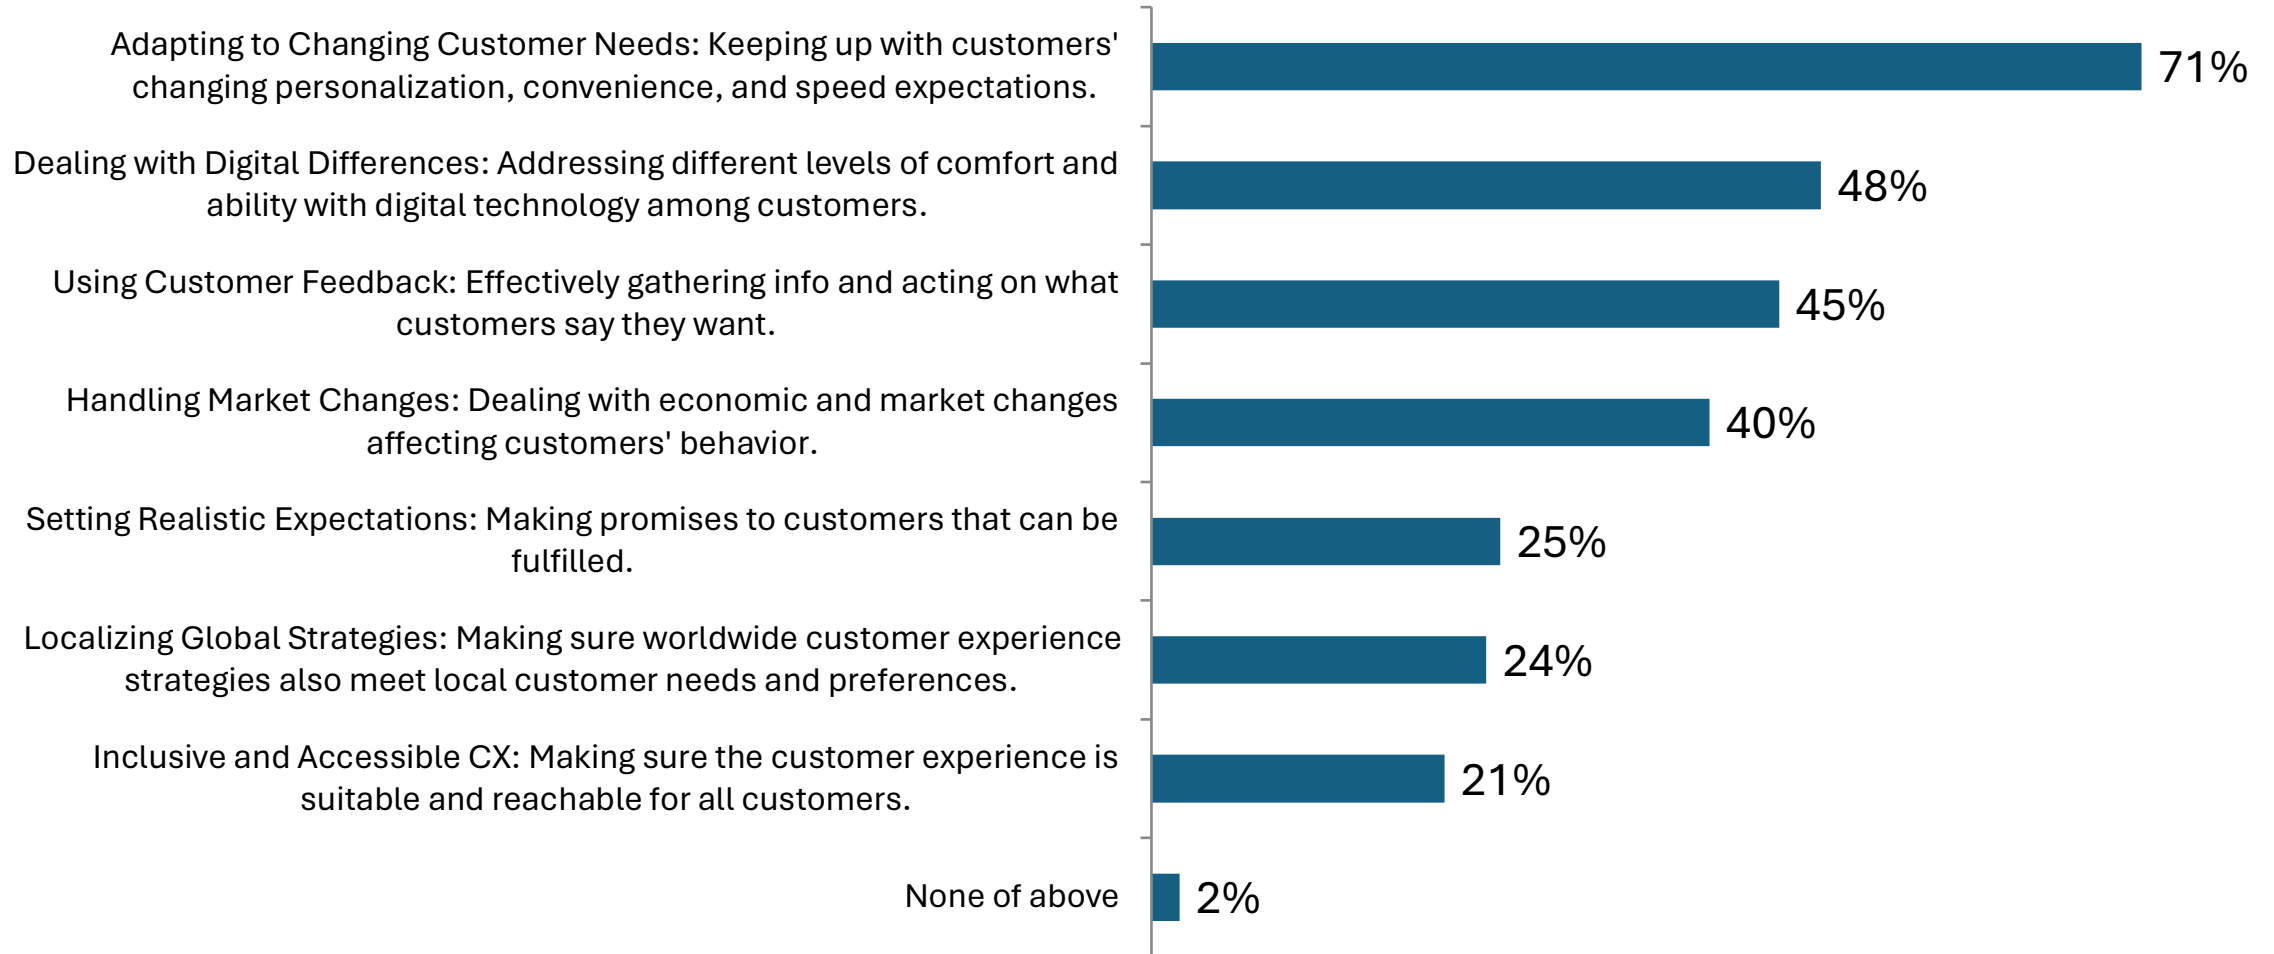 Adapting to Changing Customer Needs: Keeping up with customers'
changing personalization, convenience, and speed expectations.
71%
Dealing with Digital Differences: Addressing different levels of comfort and
ability with digital technology among customers.
48%
Using Customer Feedback: Effectively gathering info and acting on what
customers say they want.
45%
Handling Market Changes: Dealing with economic and market changes
affecting customers' behavior.
40%
Setting Realistic Expectations: Making promises to customers that can be
fulfilled.
25%
Localizing Global Strategies: Making sure worldwide customer experience
strategies also meet local customer needs and preferences.
24%
Inclusive and Accessible CX: Making sure the customer experience is
suitable and reachable for all customers.
21%
None of above
2%